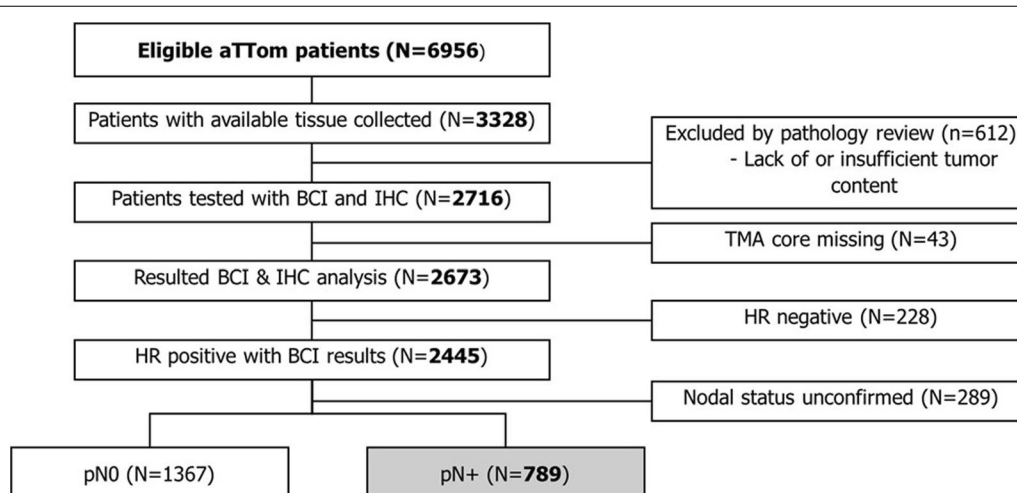 Eligible aTTom patients (N=6956)
Patients with available tissue collected (N=3328)
Excluded by pathology review (n=612)
- Lack of or insufficient tumor
content
Patients tested with BCI and IHC (N=2716)
TMA core missing (N=43)
Resulted BCI & IHC analysis (N=2673)
HR negative (N=228)
HR positive with BCI results (N=2445)
Nodal status unconfirmed (N=289)
pN0 (N=1367)
pN+ (N=789)